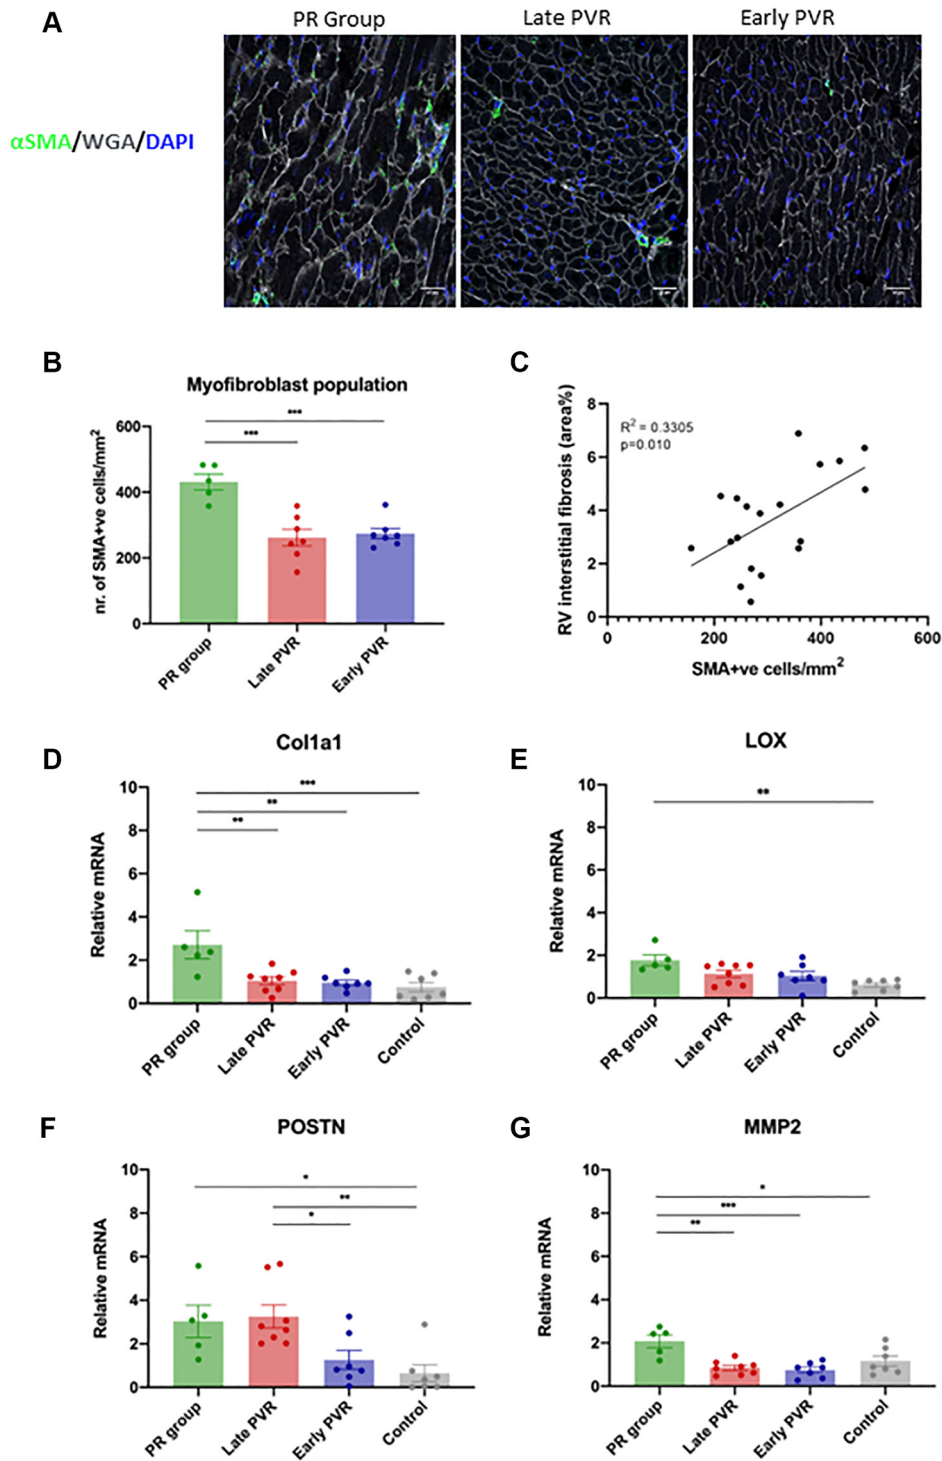 A
PR Group
Late PVR
Early PVR
αSMA/WGA/DAPI
B
Myofibroblast population
***
***
nr. of SMA+ve cells/mm²
600
400
200
0
PR group
Late PVR
Early PVR
C
RV interstitial fibrosis (area%)
R² = 0.3305
p=0.010
8
6
4
2
0
0
200
400
600
SMA+ve cells/mm²
D
Col1a1
***
**
**
Relative mRNA
10
8
6
4
2
0
PR group
Late PVR
Early PVR
Control
E
LOX
**
Relative mRNA
10
8
6
4
2
0
PR group
Late PVR
Early PVR
Control
F
POSTN
*
**
*
Relative mRNA
10
8
6
4
2
0
PR group
Late PVR
Early PVR
Control
G
MMP2
*
***
**
Relative mRNA
10
8
6
4
2
0
PR group
Late PVR
Early PVR
Control